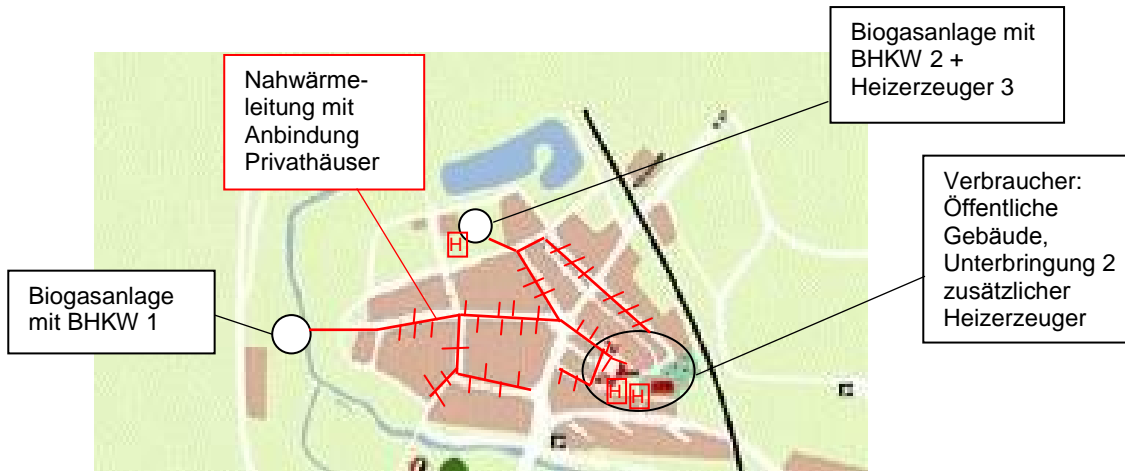 Biogasanlage mit
BHKW 2 +
Heizerzeuger 3
Nahwärme-
leitung mit
Anbindung
Privathäuser
Verbraucher:
Öffentliche
Gebäude,
Unterbringung 2
zusätzlicher
Heizerzeuger
H
Biogasanlage
mit BHKW 1
H
H